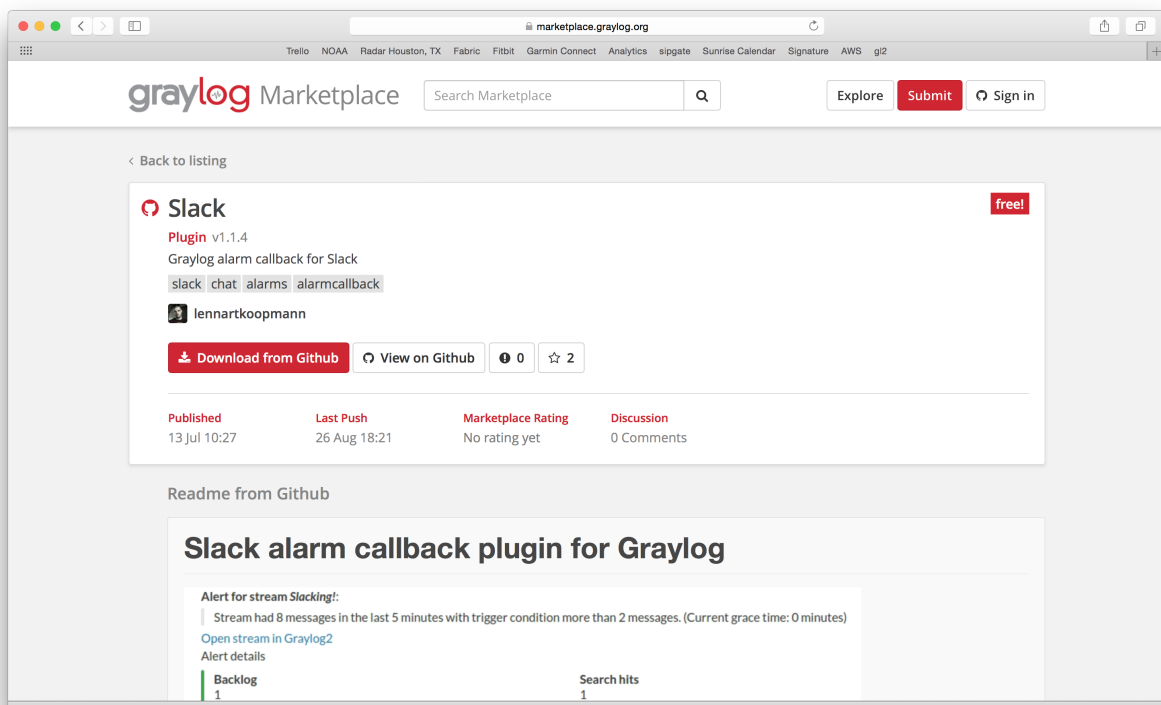 marketplace.graylog.org
Trello NOAA Radar Houston, TX Fabric Fitbit Garmin Connect Analytics sipgate Sunrise Calendar Signature AWS gl2
graylog Marketplace Search Marketplace Explore Submit Sign in
Back to listing
Slack free!
Plugin v1.1.4
Graylog alarm callback for Slack
slack chat alarms alarmcallback
lennartkoopmann
Download from Github View on Github 0 2
Published Last Push Marketplace Rating Discussion
13 Jul 10:27 26 Aug 18:21 No rating yet 0 Comments
Readme from Github
Slack alarm callback plugin for Graylog
Alert for stream Slacking!:
Stream had 8 messages in the last 5 minutes with trigger condition more than 2 messages. (Current grace time: 0 minutes)
Open stream in Graylog2
Alert details
Backlog Search hits
1 1